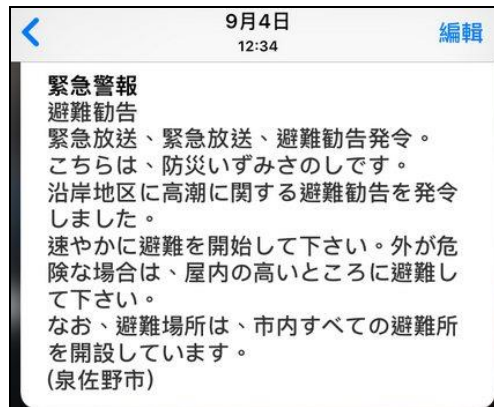 9月4日
編輯
12:34
緊急警報
避難勧告
緊急放送、緊急放送、避難勧告発令。
こちらは、防災いずみさのしです。
沿岸地区に高潮に関する避難勧告を発令
しました。
速やかに避難を開始して下さい。外が危
険な場合は、屋内の高いところに避難し
て下さい。
なお、避難場所は、市内すべての避難所
を開設しています。
(泉佐野市)